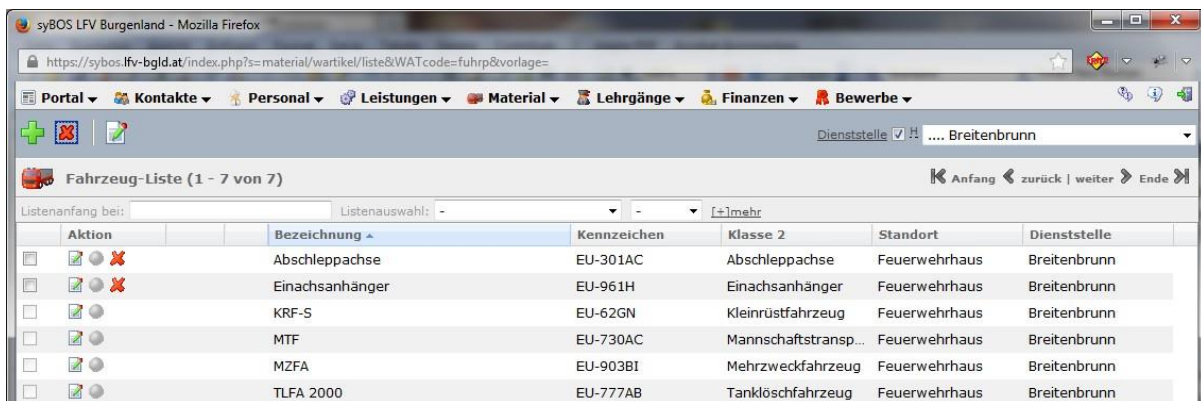 syBOS LFV Burgenland - Mozilla Firefox
https://sybos.lfv-bgld.at/index.php?s=material/wartikel/liste&WATcode=fuhrp&vorlage=
Portal Kontakte Personal Leistungen Material Lehrgänge Finanzen Bewerbe
Dienststelle H .... Breitenbrunn
Fahrzeug-Liste (1 - 7 von 7) Anfang zurück | weiter Ende
Listenanfang bei: Listenauswahl: - - [+]mehr
Aktion Bezeichnung Kennzeichen Klasse 2 Standort Dienststelle
Abschleppachse EU-301AC Abschleppachse Feuerwehrhaus Breitenbrunn
Einachsanhänger EU-961H Einachsanhänger Feuerwehrhaus Breitenbrunn
KRF-S EU-62GN Kleinrüstfahrzeug Feuerwehrhaus Breitenbrunn
MTF EU-730AC Mannschaftstransp... Feuerwehrhaus Breitenbrunn
MZFA EU-903BI Mehrzweckfahrzeug Feuerwehrhaus Breitenbrunn
TLFA 2000 EU-777AB Tanklöschfahrzeug Feuerwehrhaus Breitenbrunn